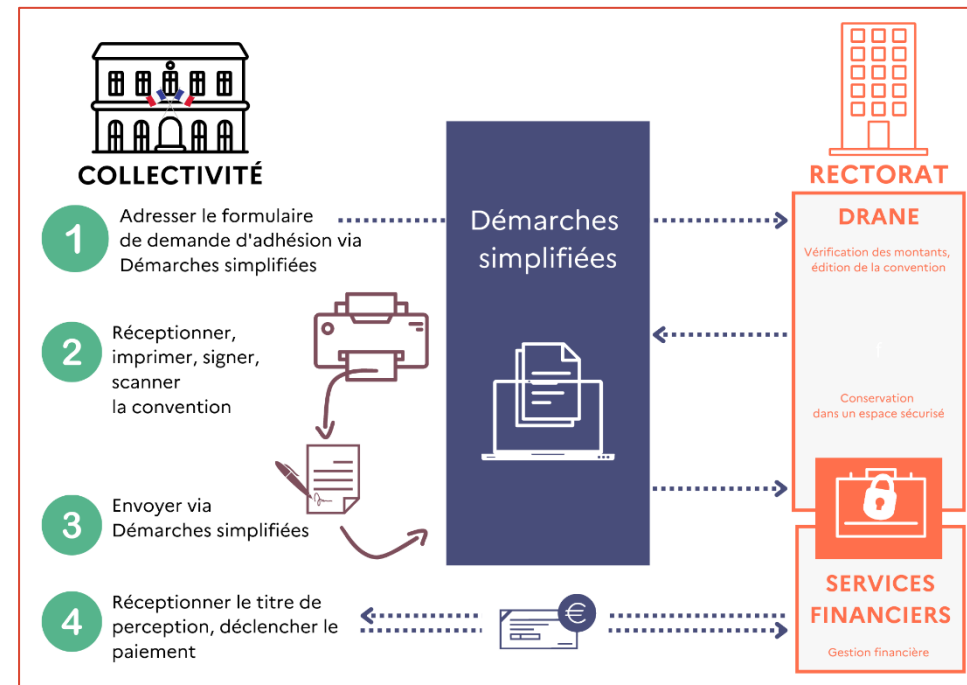 COLLECTIVITÉ
1
Adresser le formulaire
de demande d'adhésion via
Démarches simplifiées
2
Réceptionner,
imprimer, signer,
scanner
la convention
3
Envoyer via
Démarches simplifiées
4
Réceptionner le titre de
perception, déclencher le
paiement
Démarches
simplifiées
€
RECTORAT
DRANE
Vérification des montants,
édition de la convention
Conservation
dans un espace sécurisé
SERVICES
FINANCIERS
Gestion financière